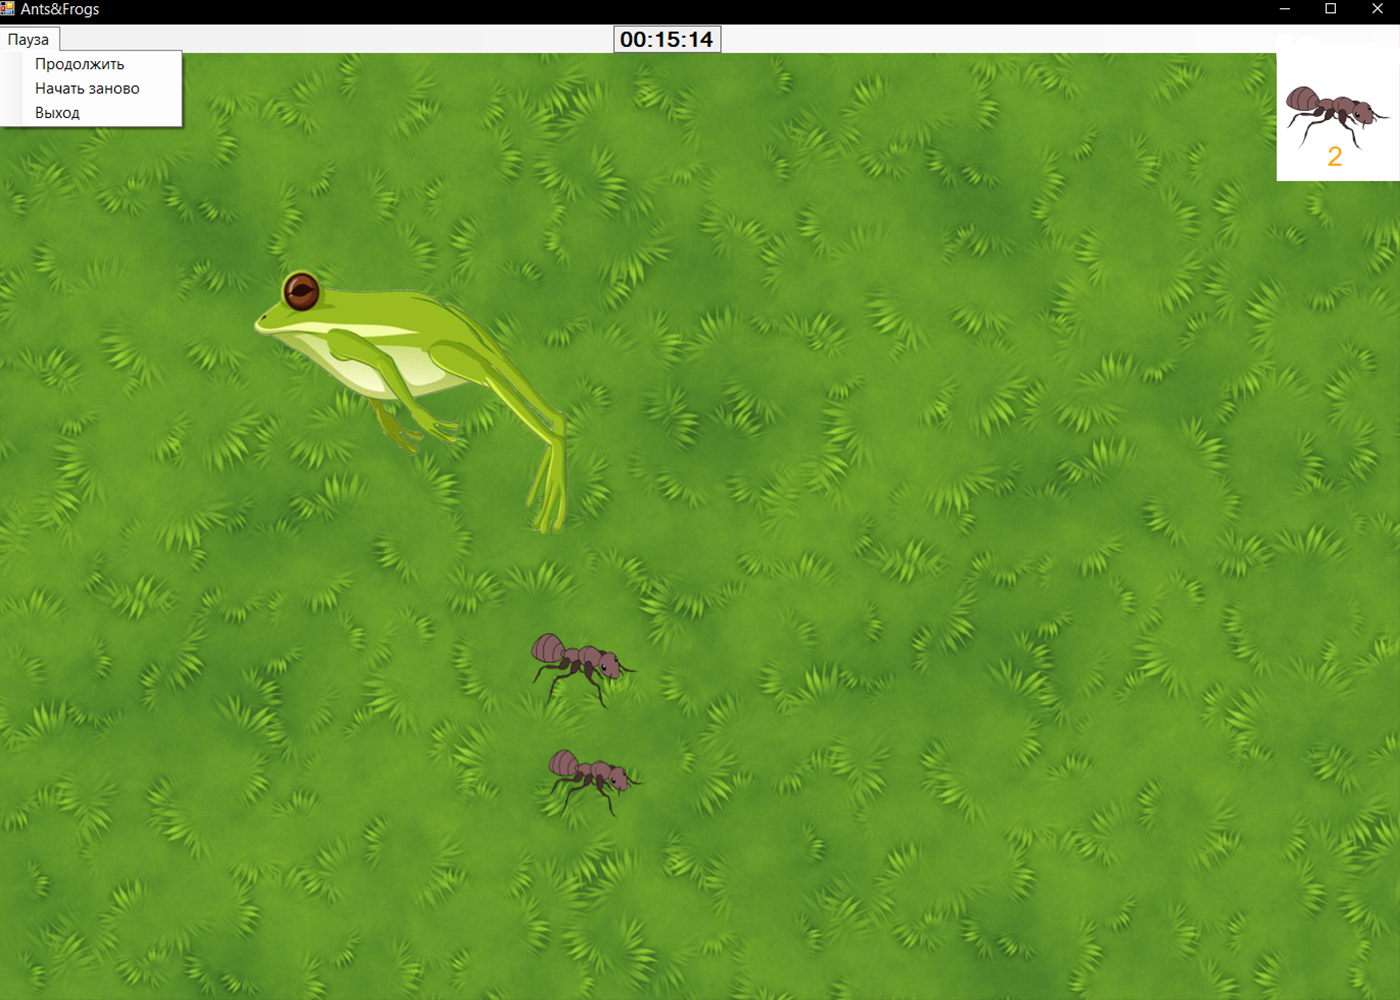 Ants&Frogs
Пауза
00:15:14
Продолжить
Начать заново
Выход
2